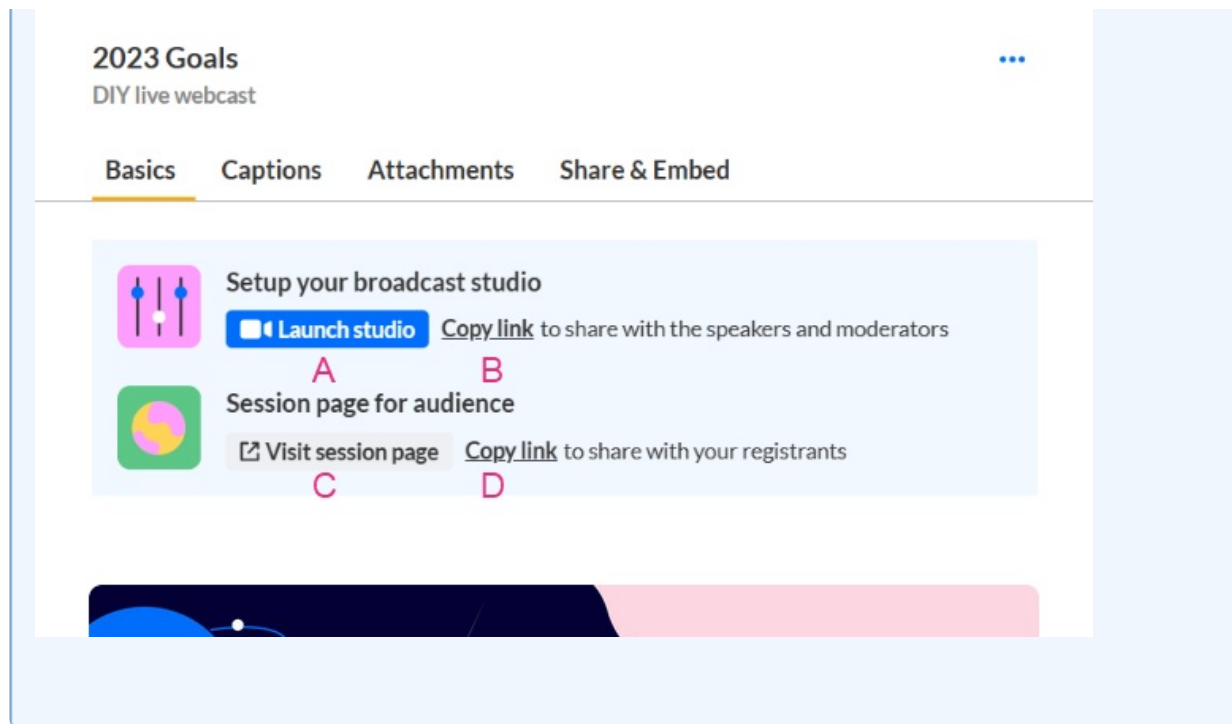 2023 Goals
DIY live webcast
Basics Captions Attachments Share & Embed
Setup your broadcast studio
Launch studio Copy link to share with the speakers and moderators
A B
Session page for audience
Visit session page Copy link to share with your registrants
C D